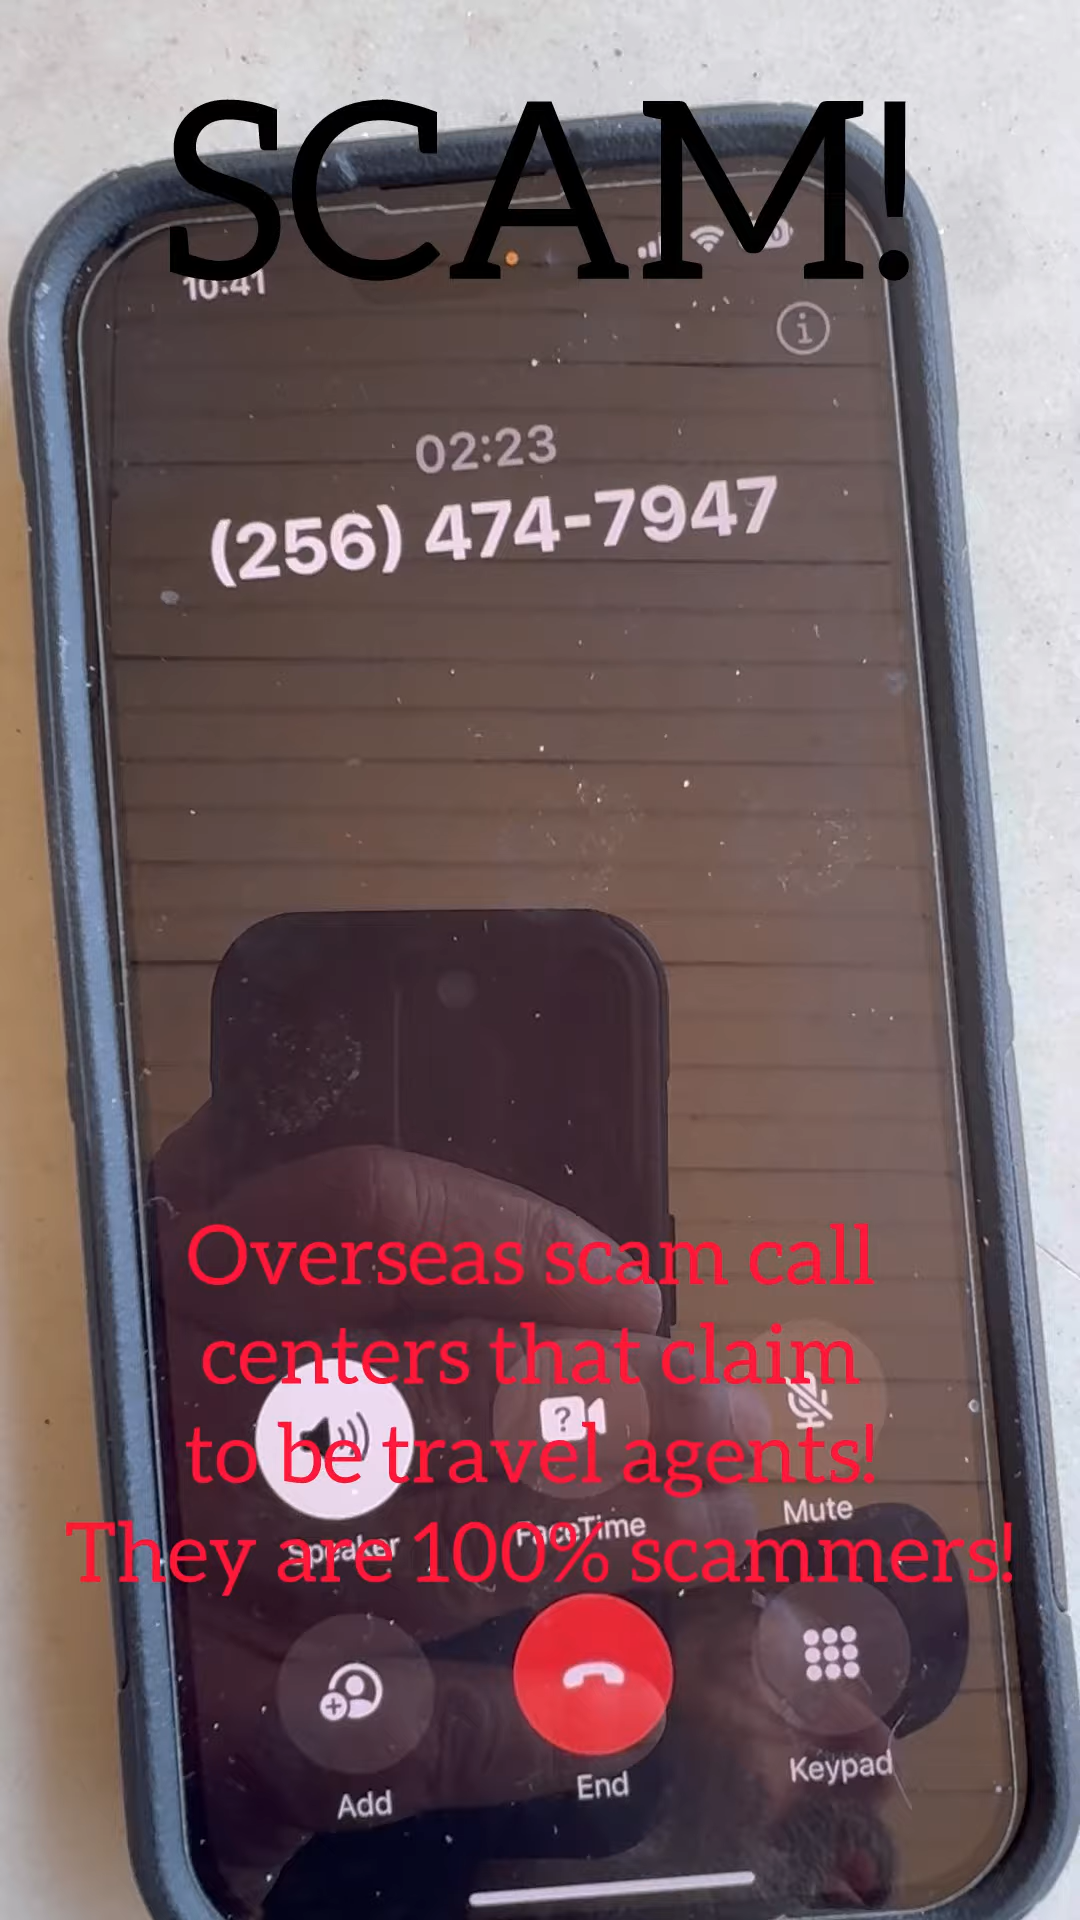 SCAM!
10:41
02:23
(256) 474-7947
Overseas scam call
centers that claim
to be travel agents!
They are 100% scammers!
Speaker
FaceTime
Mute
Add
End
Keypad